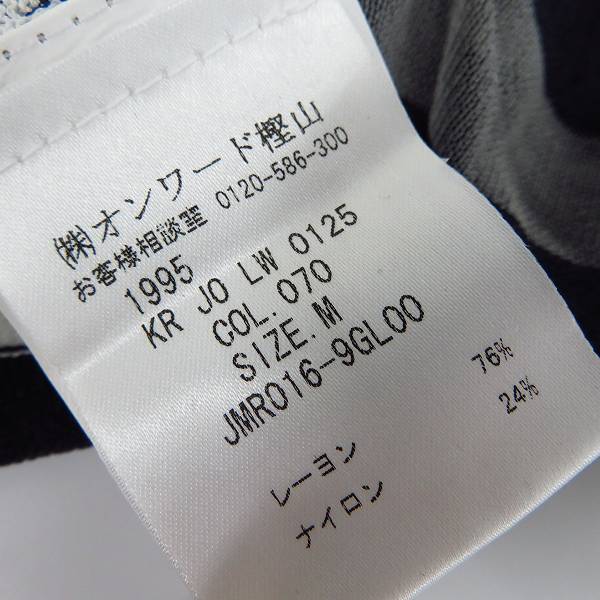 ㈱オンワード樫山
お客様相談室 0120-586-300
1995
KR JO LW 0125
COL.070
SIZE.M
JMR016-9GL00
レーヨン 76%
ナイロン 24%